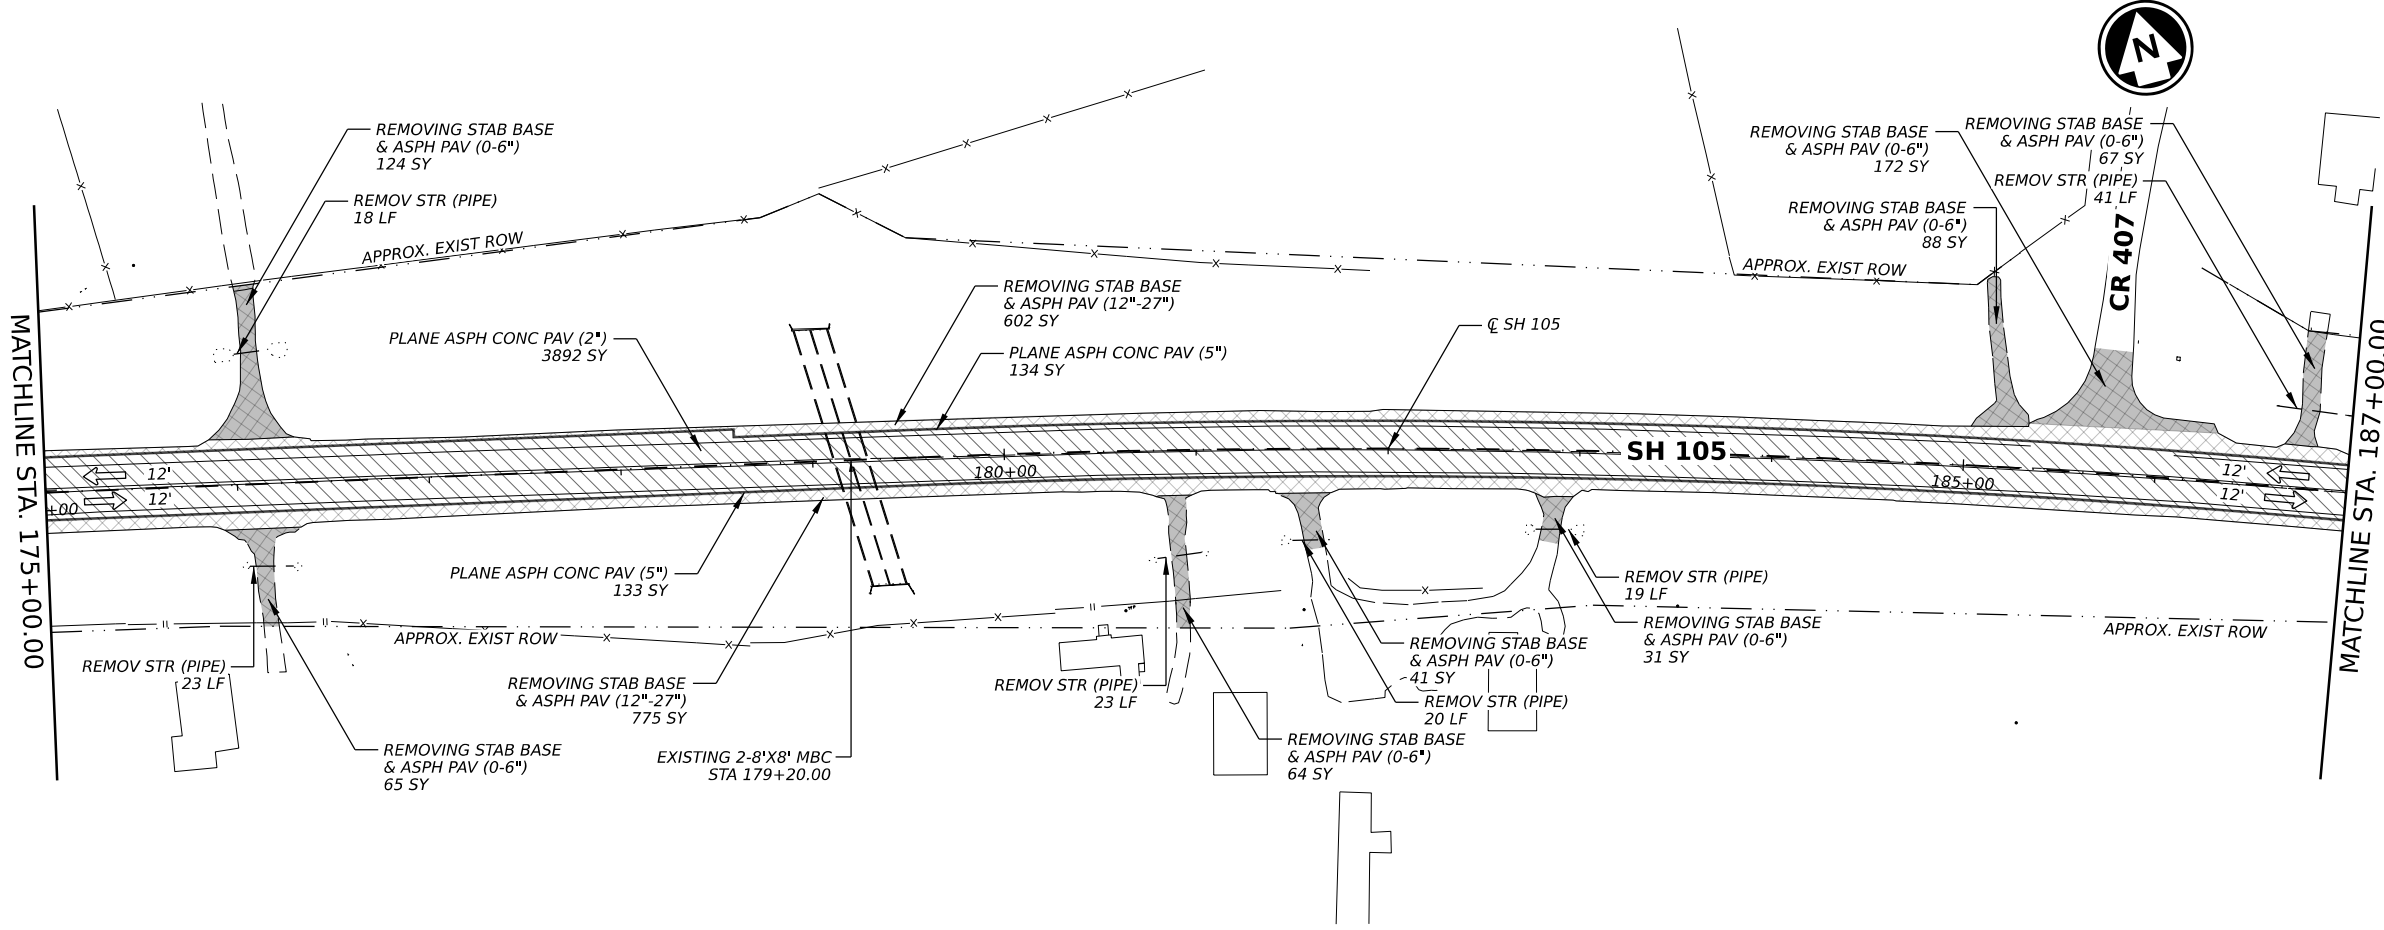 N
REMOVING STAB BASE
& ASPH PAV (0-6")
124 SY
REMOV STR (PIPE)
18 LF
APPROX. EXIST ROW
REMOVING STAB BASE
& ASPH PAV (0-6")
172 SY
REMOVING STAB BASE
& ASPH PAV (0-6")
67 SY
REMOV STR (PIPE)
41 LF
REMOVING STAB BASE
& ASPH PAV (0-6")
88 SY
CR 407
APPROX. EXIST ROW
REMOVING STAB BASE
& ASPH PAV (12"-27")
602 SY
PLANE ASPH CONC PAV (2")
3892 SY
PLANE ASPH CONC PAV (5")
134 SY
℄ SH 105
MATCHLINE STA. 175+00.00
MATCHLINE STA. 187+00.00
12'
12'
+00
180+00
SH 105
185+00
12'
12'
PLANE ASPH CONC PAV (5")
133 SY
APPROX. EXIST ROW
REMOV STR (PIPE)
23 LF
REMOVING STAB BASE
& ASPH PAV (12"-27")
775 SY
REMOVING STAB BASE
& ASPH PAV (0-6")
65 SY
EXISTING 2-8'X8' MBC
STA 179+20.00
REMOV STR (PIPE)
23 LF
REMOVING STAB BASE
& ASPH PAV (0-6")
64 SY
REMOVING STAB BASE
& ASPH PAV (0-6")
41 SY
REMOV STR (PIPE)
20 LF
REMOV STR (PIPE)
19 LF
REMOVING STAB BASE
& ASPH PAV (0-6")
31 SY
APPROX. EXIST ROW